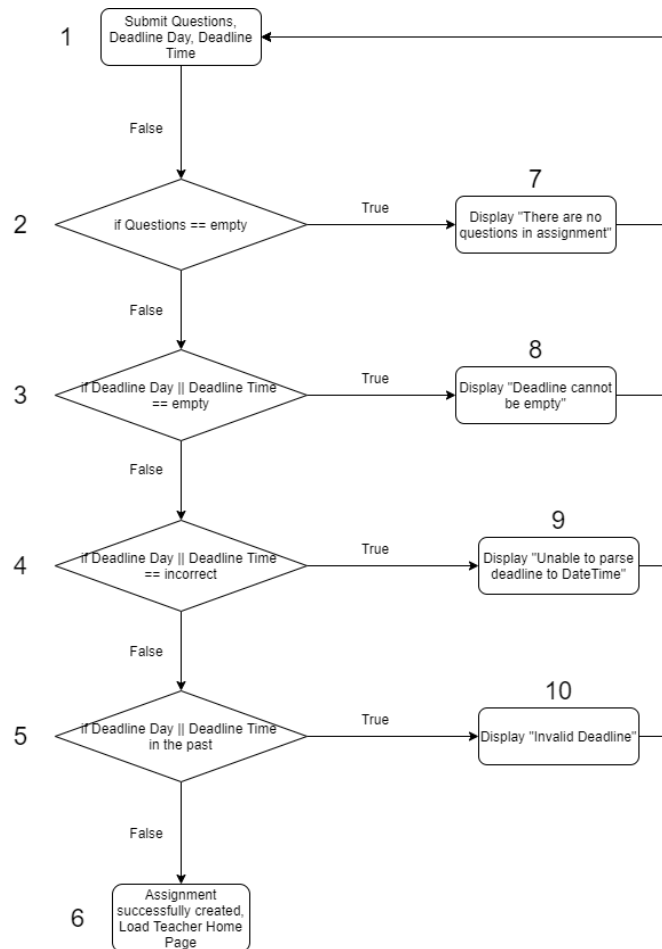 1
Submit Questions,
Deadline Day, Deadline
Time
False
7
2
if Questions == empty
True
Display "There are no
questions in assignment"
False
8
3
if Deadline Day || Deadline Time
== empty
True
Display "Deadline cannot
be empty"
False
9
4
if Deadline Day || Deadline Time
== incorrect
True
Display "Unable to parse
deadline to DateTime"
False
10
5
if Deadline Day || Deadline Time
in the past
True
Display "Invalid Deadline"
False
6
Assignment
successfully created,
Load Teacher Home
Page